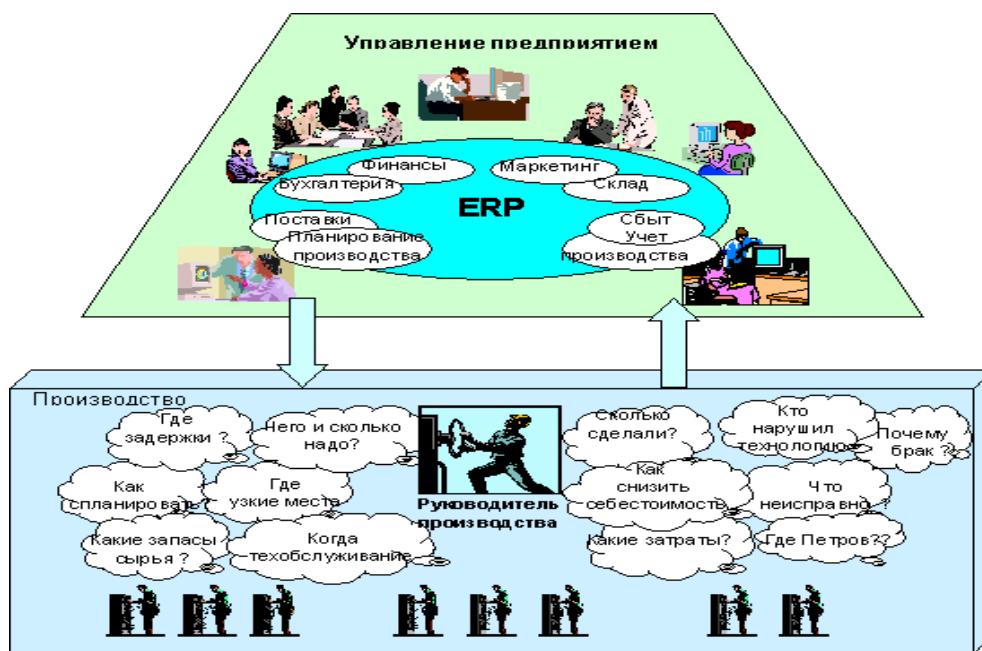 Управление предприятием
Финансы
Маркетинг
Бухгалтерия
Склад
ERP
Поставки
Сбыт
Планирование
производства
Учет
производства
Производство
Где
задержки ?
Чего и сколько
надо?
Сколько
сделали?
Кто
нарушил
технологию
Почему
брак ?
Как
спланировать?
Где
узкие места
Руководитель
производства
Как
снизить
себестоимость
Что
неисправно ?
Какие запасы
сырья ?
Когда
техобслуживание
Какие затраты?
Где Петров??